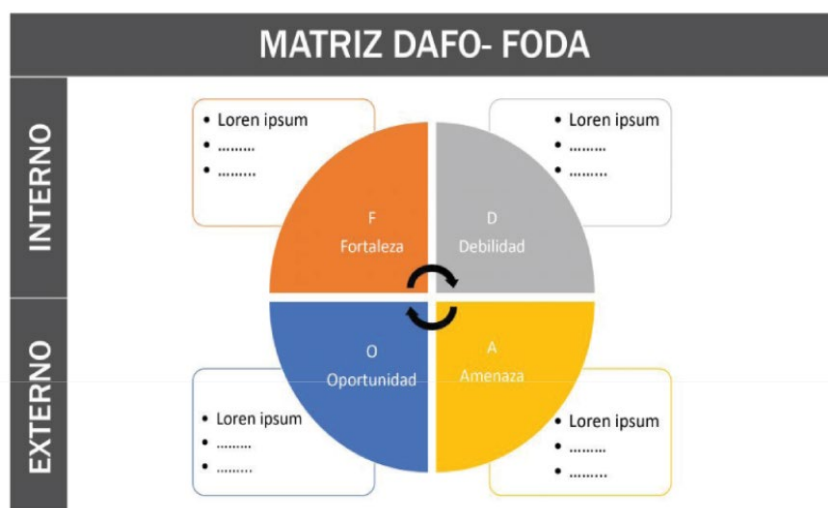 MATRIZ DAFO- FODA
INTERNO
• Loren ipsum
• .........
• .........
F
Fortaleza
• Loren ipsum
• .........
• .........
D
Debilidad
EXTERNO
O
Oportunidad
• Loren ipsum
• .........
• .........
A
Amenaza
• Loren ipsum
• .........
• .........